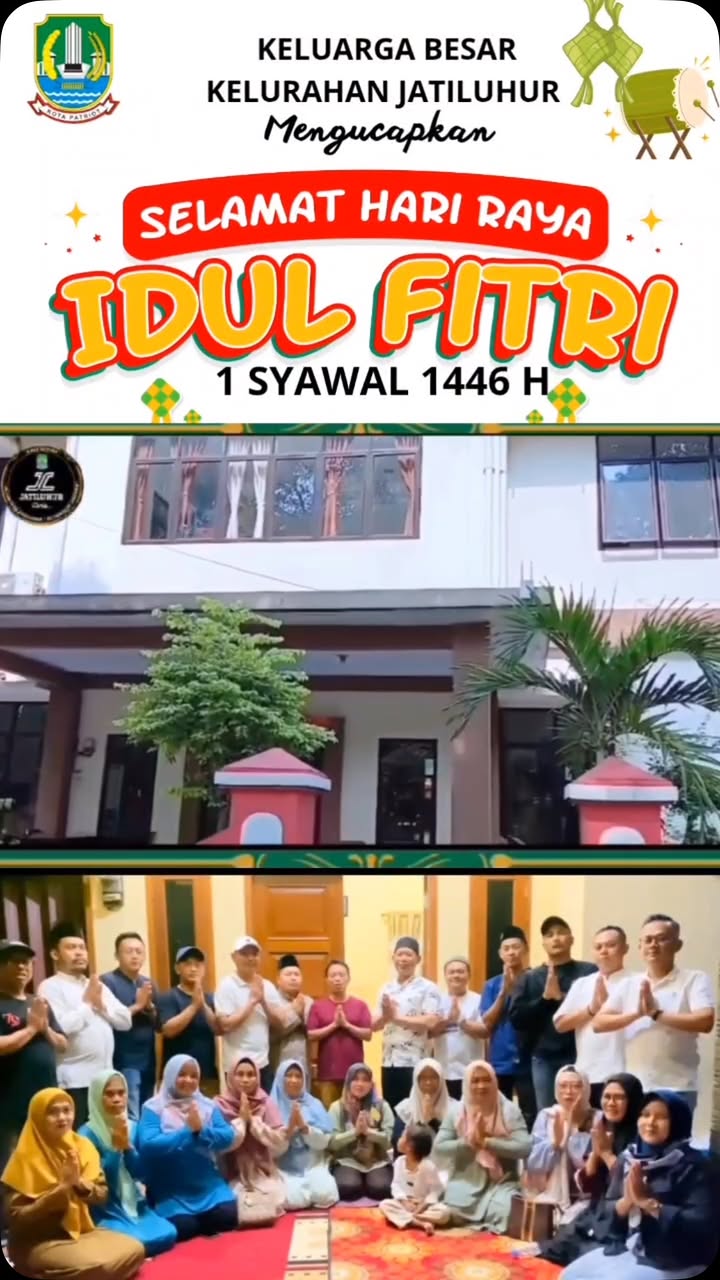 KELUARGA BESAR
KELURAHAN JATILUHUR
Mengucapkan
KOTA PATRIOT
SELAMAT HARI RAYA
IDUL FITRI
1 SYAWAL 1446 H
JATILUHUR